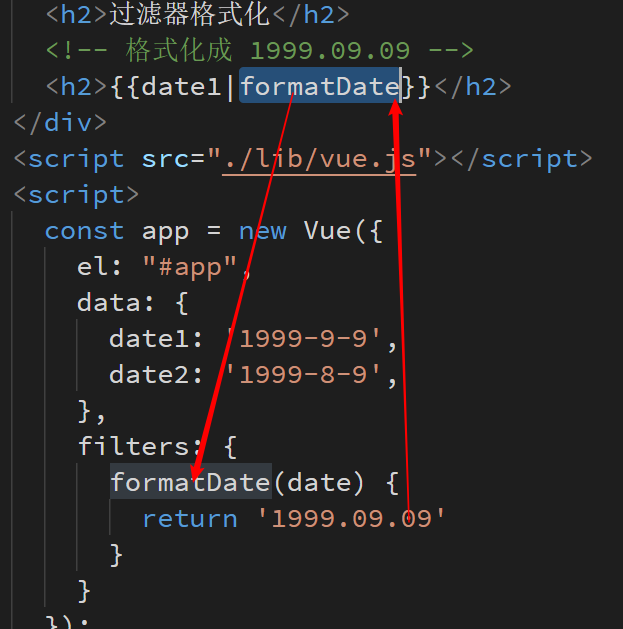 <h2>过滤器格式化</h2>
<!-- 格式化成 1999.09.09 -->
<h2>{{date1|formatDate}}</h2>
</div>
<script src="./lib/vue.js"></script>
<script>
const app = new Vue({
el: "#app",
data: {
date1: '1999-9-9',
date2: '1999-8-9',
},
filters: {
formatDate(date) {
return '1999.09.09'
}
}
});